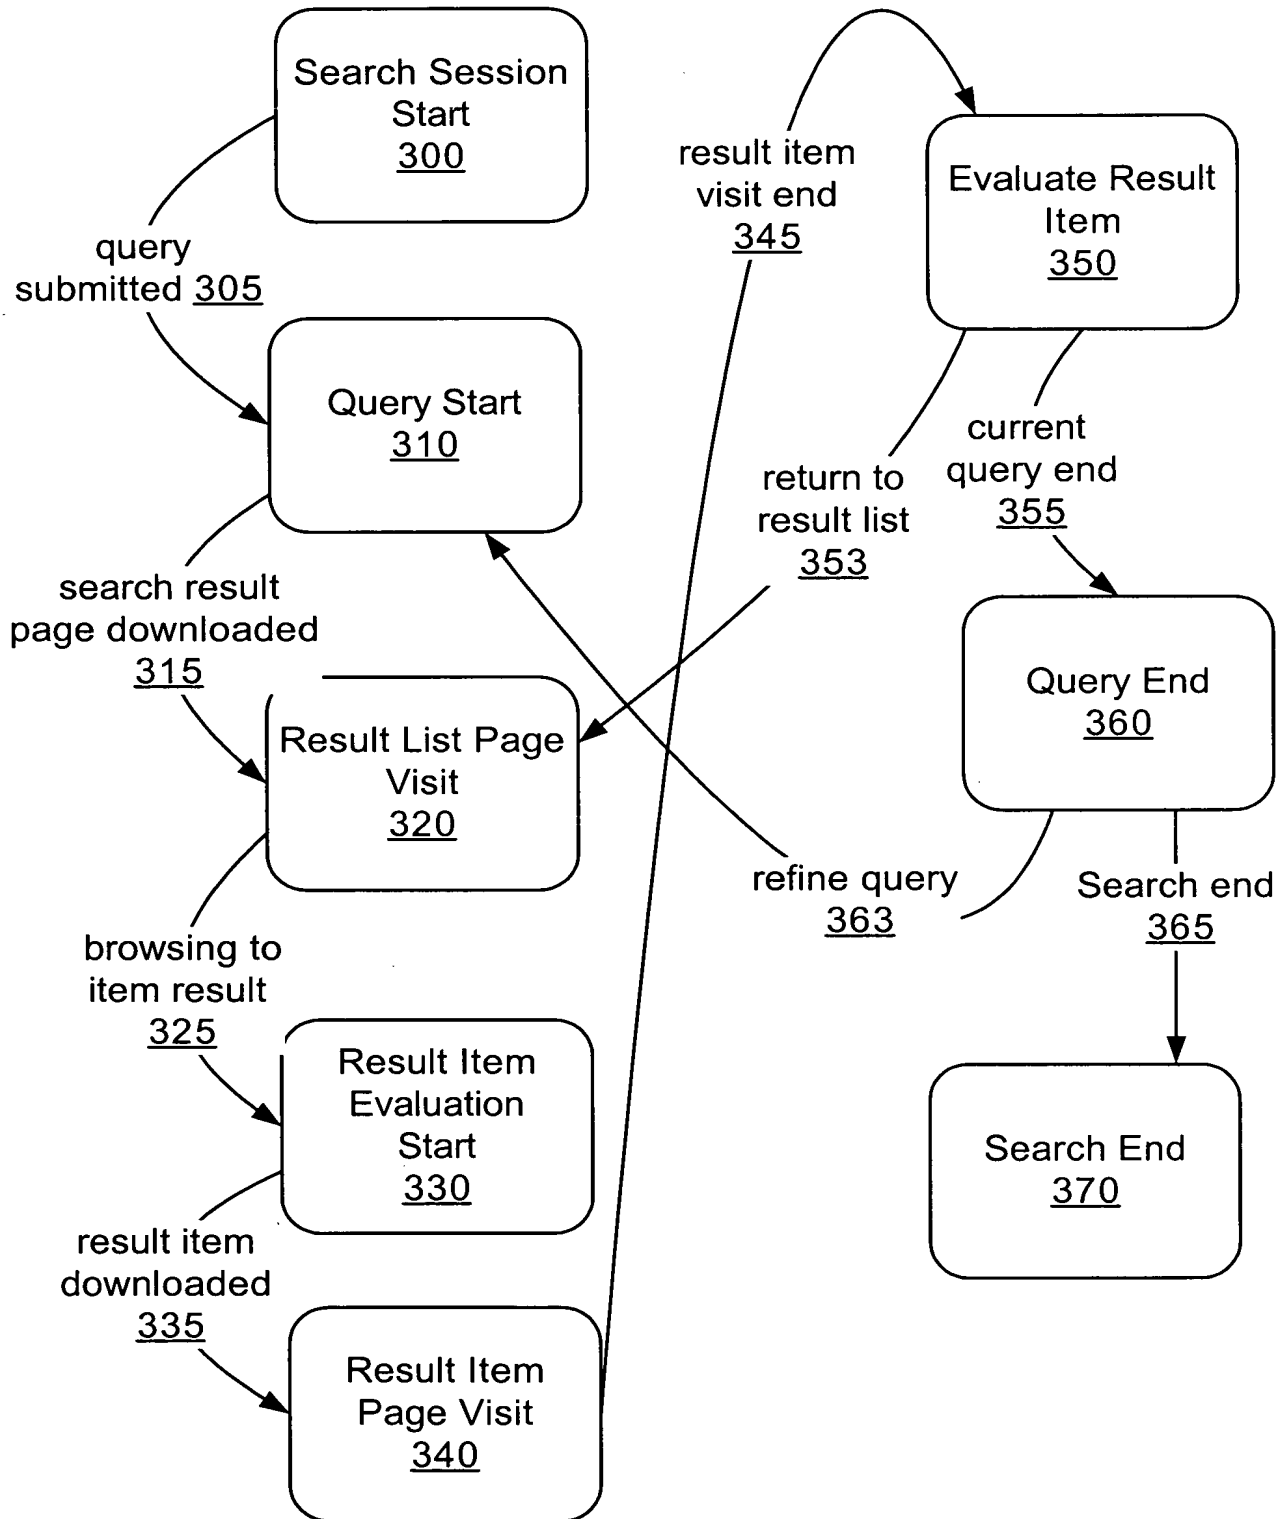 Search Session
Start
300
query
submitted 305
Query Start
310
search result
page downloaded
315
Result List Page
Visit
320
browsing to
item result
325
Result Item
Evaluation
Start
330
result item
downloaded
335
Result Item
Page Visit
340
result item
visit end
345
Evaluate Result
Item
350
return to
result list
353
current
query end
355
Query End
360
refine query
363
Search end
365
Search End
370